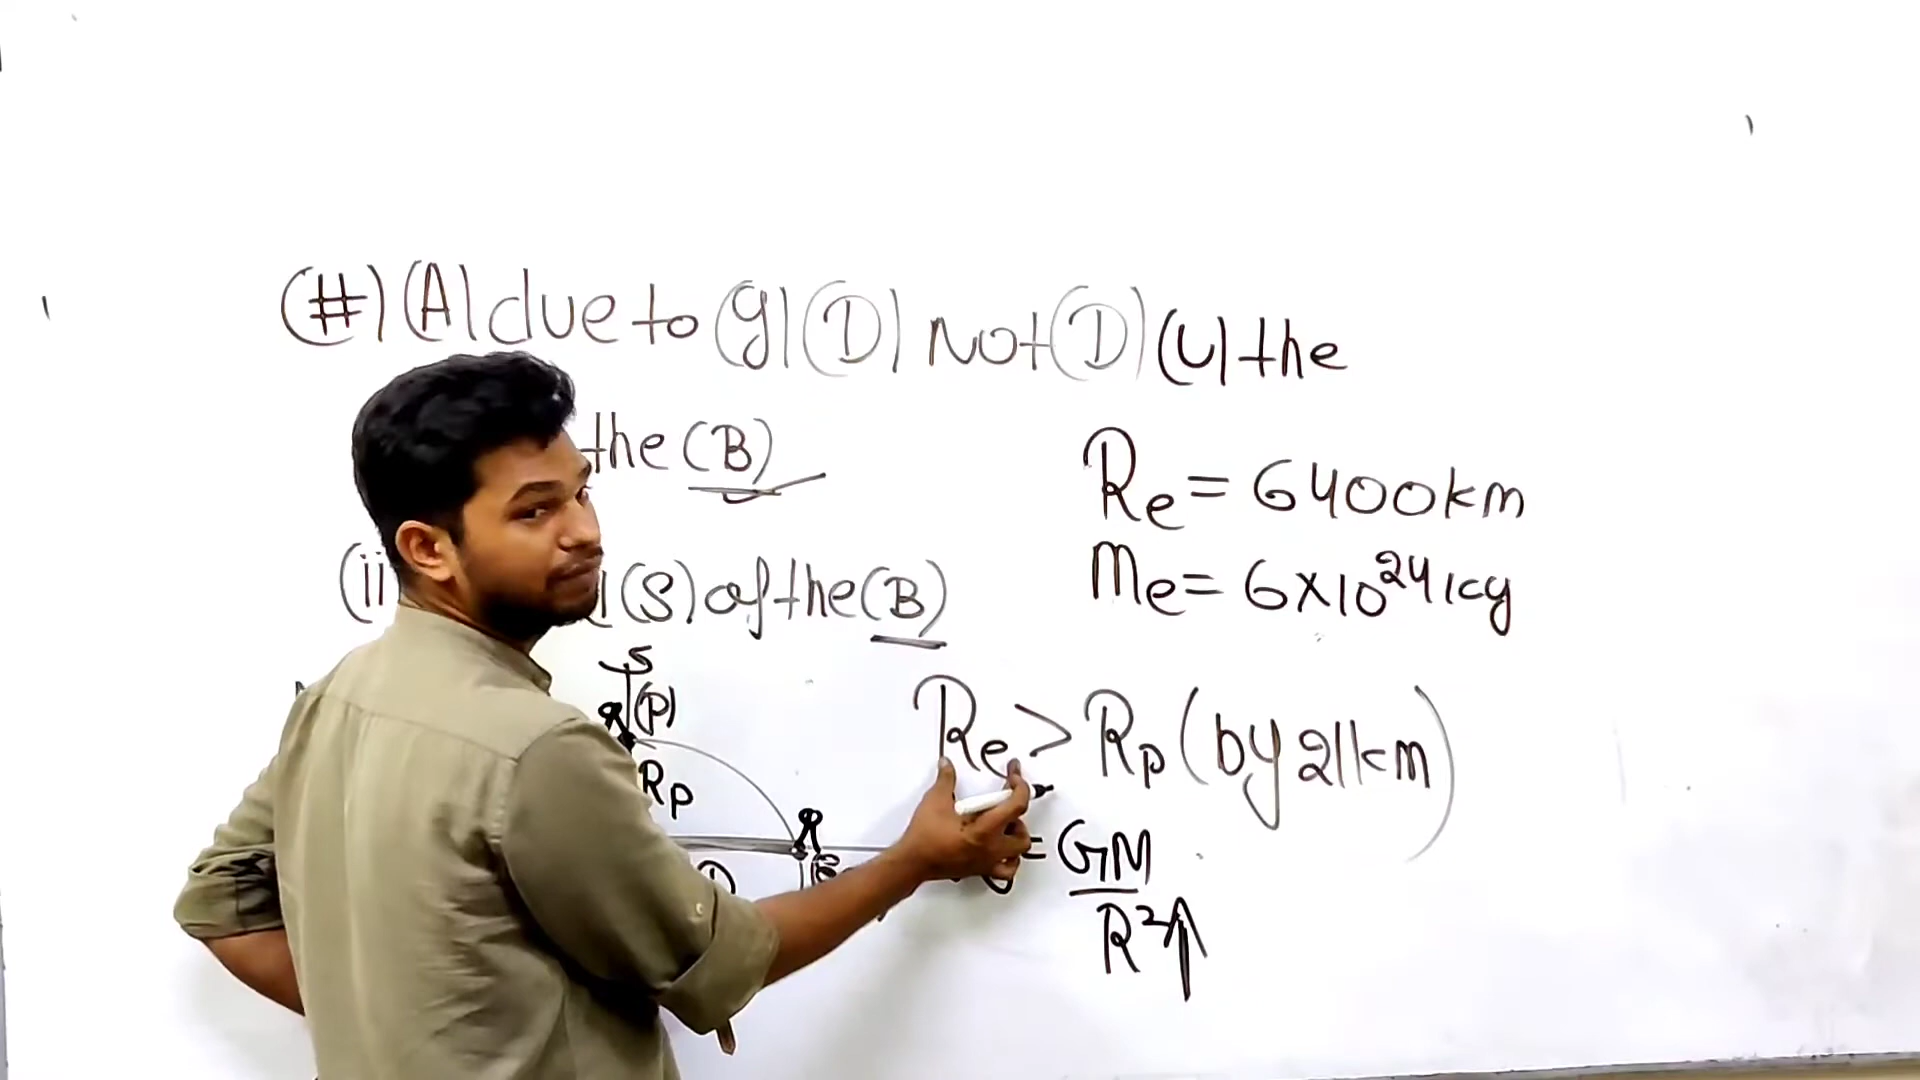 (#) (A) due to (g) (D) not (D) (U) the
the (B)
(ii) (S) of the (B)
Re = 6400km
Me = 6×10²⁴kg
S
(P)
Rp
Re > Rp (by 21km)
= GM
R²↑